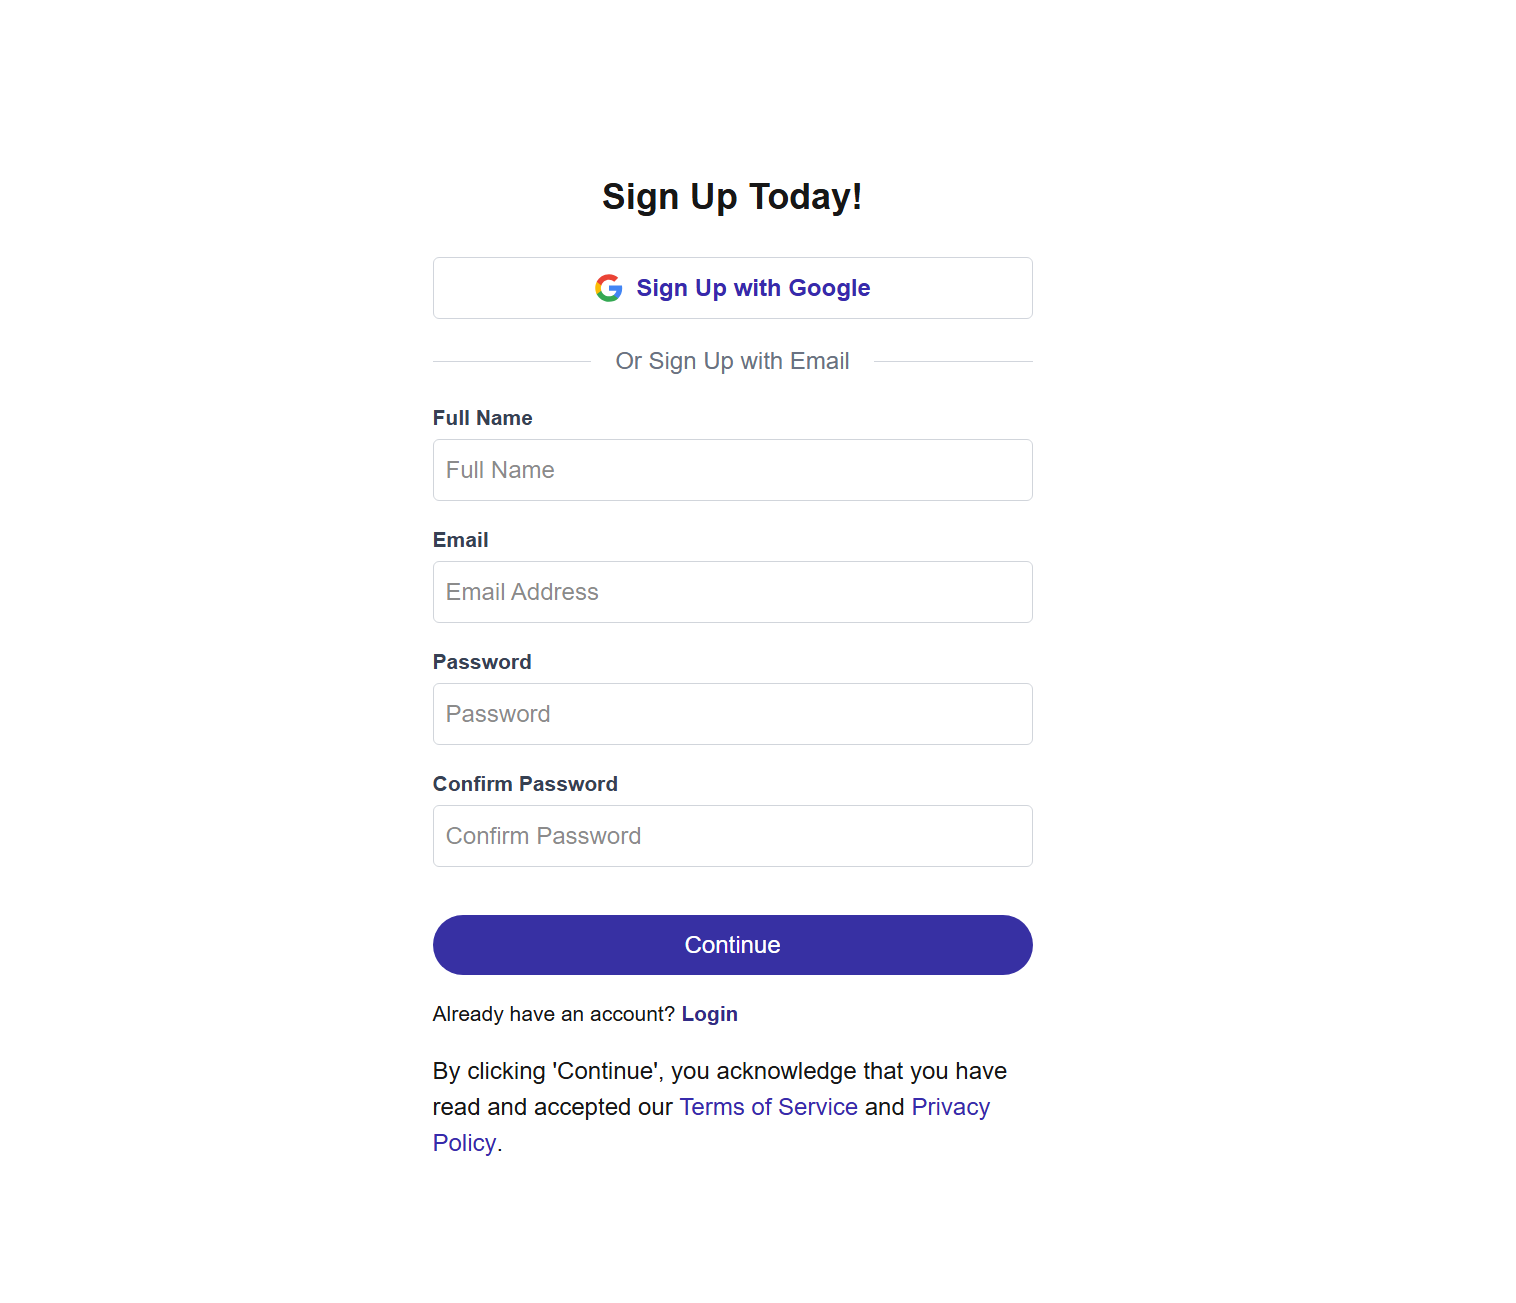 Sign Up Today!
Sign Up with Google
Or Sign Up with Email
Full Name
Full Name
Email
Email Address
Password
Password
Confirm Password
Confirm Password
Continue
Already have an account? Login
By clicking 'Continue', you acknowledge that you have
read and accepted our Terms of Service and Privacy
Policy.